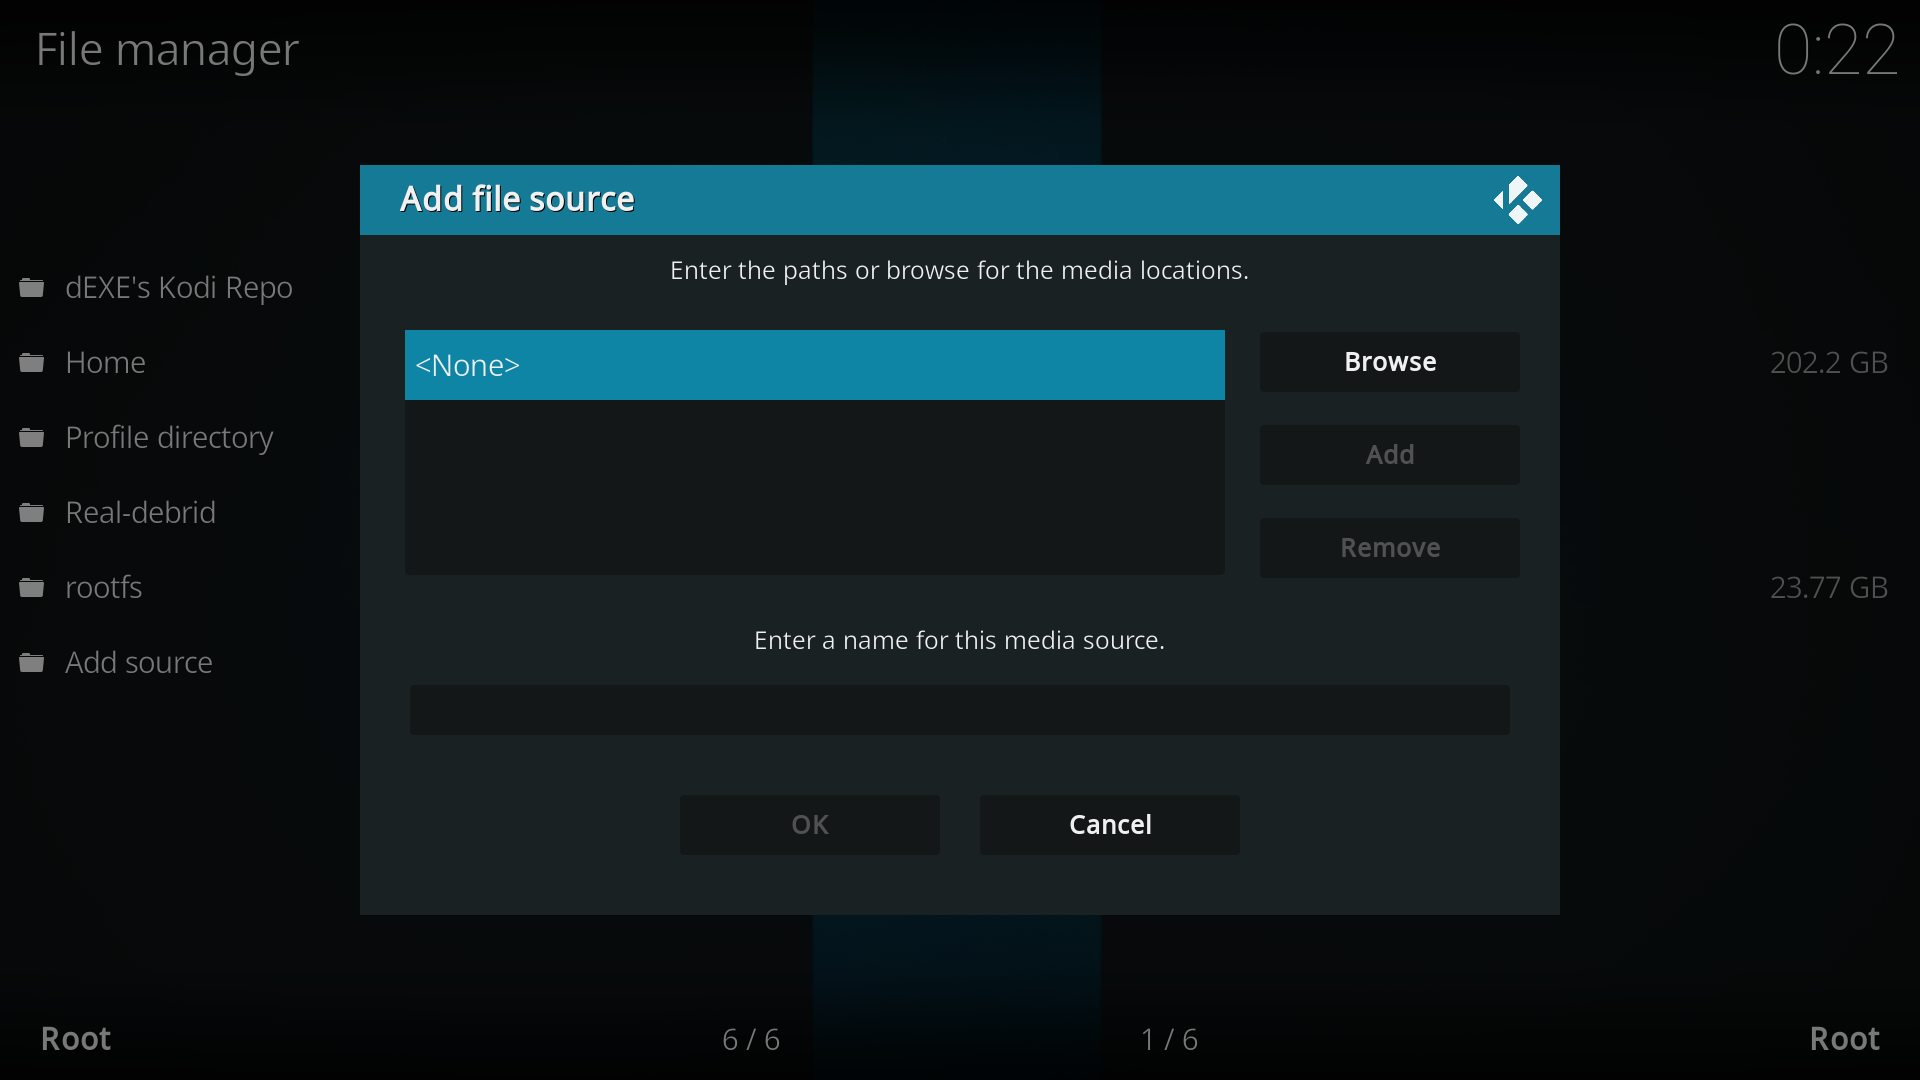 File manager
0:22
Add file source
Enter the paths or browse for the media locations.
<None>
Browse
Add
Remove
Enter a name for this media source.
OK
Cancel
dEXE's Kodi Repo
Home
202.2 GB
Profile directory
Real-debrid
rootfs
23.77 GB
Add source
Root
6 / 6
1 / 6
Root